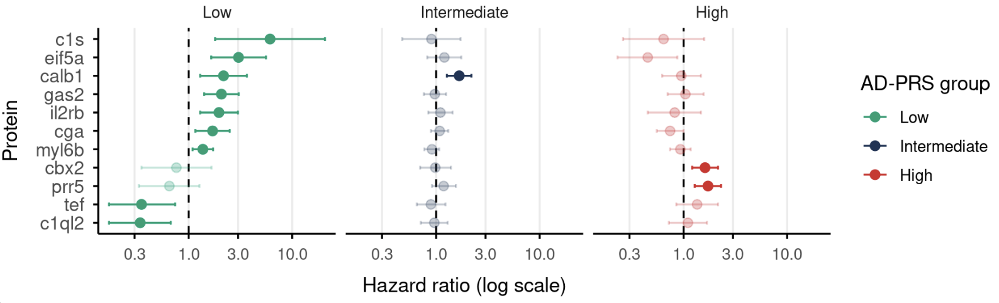 Low
Intermediate
High
Protein
c1s
eif5a
calb1
gas2
il2rb
cga
myl6b
cbx2
prr5
tef
c1ql2
0.3 1.0 3.0 10.0
0.3 1.0 3.0 10.0
0.3 1.0 3.0 10.0
Hazard ratio (log scale)
AD-PRS group
Low
Intermediate
High